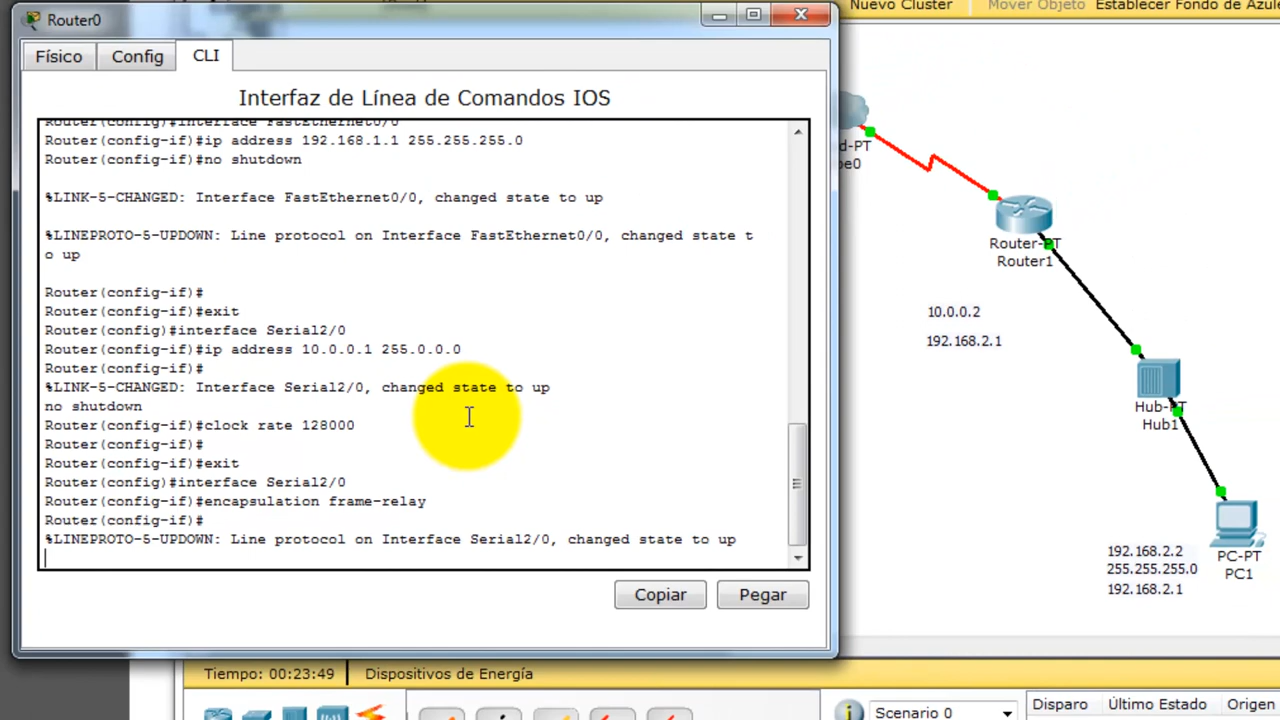 Router0
Nuevo Cluster
Mover Objeto
Establecer Fondo de Azule
Físico
Config
CLI
Interfaz de Línea de Comandos IOS
Router(config)#interface FastEthernet0/0
Router(config-if)#ip address 192.168.1.1 255.255.255.0
Router(config-if)#no shutdown
%LINK-5-CHANGED: Interface FastEthernet0/0, changed state to up
%LINEPROTO-5-UPDOWN: Line protocol on Interface FastEthernet0/0, changed state t
o up
Router(config-if)#
Router(config-if)#exit
Router(config)#interface Serial2/0
Router(config-if)#ip address 10.0.0.1 255.0.0.0
Router(config-if)#
%LINK-5-CHANGED: Interface Serial2/0, changed state to up
no shutdown
Router(config-if)#clock rate 128000
Router(config-if)#
Router(config-if)#exit
Router(config)#interface Serial2/0
Router(config-if)#encapsulation frame-relay
Router(config-if)#
%LINEPROTO-5-UPDOWN: Line protocol on Interface Serial2/0, changed state to up
Copiar
Pegar
d-PT
be0
Router-PT
Router1
10.0.0.2
192.168.2.1
Hub-PT
Hub1
192.168.2.2
255.255.255.0
192.168.2.1
PC-PT
PC1
Tiempo: 00:23:49
Dispositivos de Energía
Scenario 0
Disparo
Último Estado
Origen